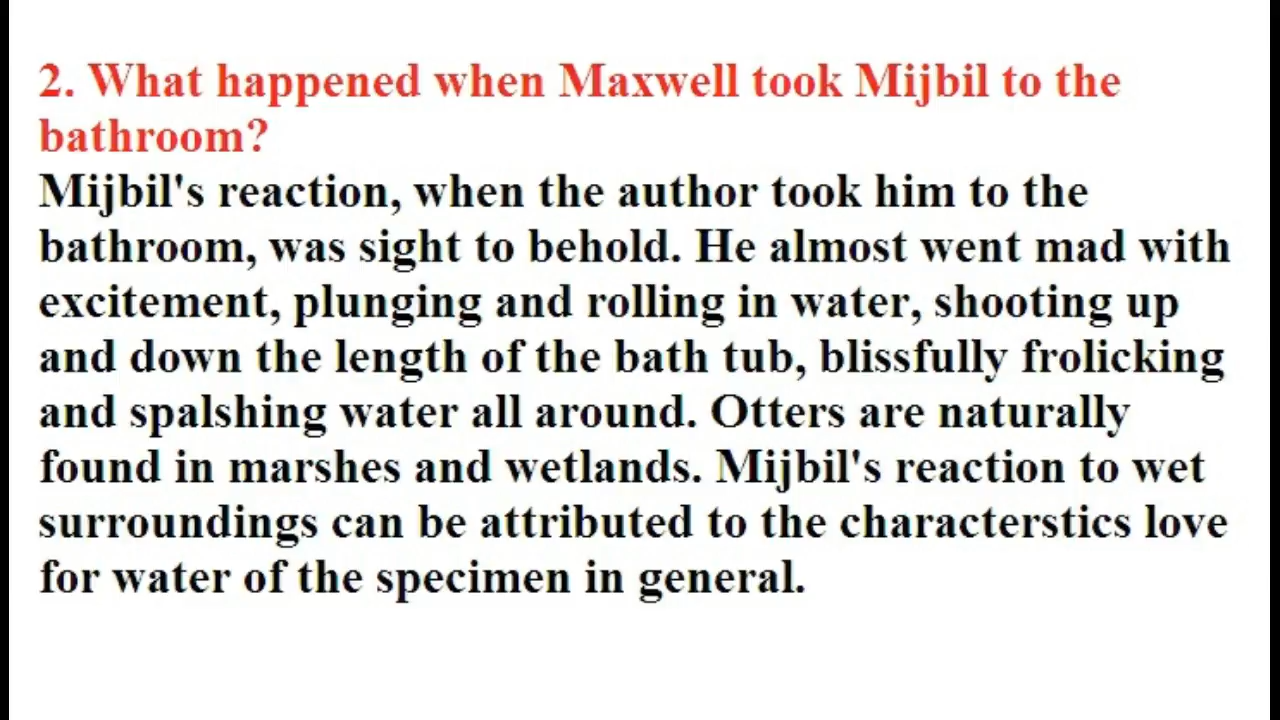 2. What happened when Maxwell took Mijbil to the
bathroom?
Mijbil's reaction, when the author took him to the
bathroom, was sight to behold. He almost went mad with
excitement, plunging and rolling in water, shooting up
and down the length of the bath tub, blissfully frolicking
and spalshing water all around. Otters are naturally
found in marshes and wetlands. Mijbil's reaction to wet
surroundings can be attributed to the characterstics love
for water of the specimen in general.